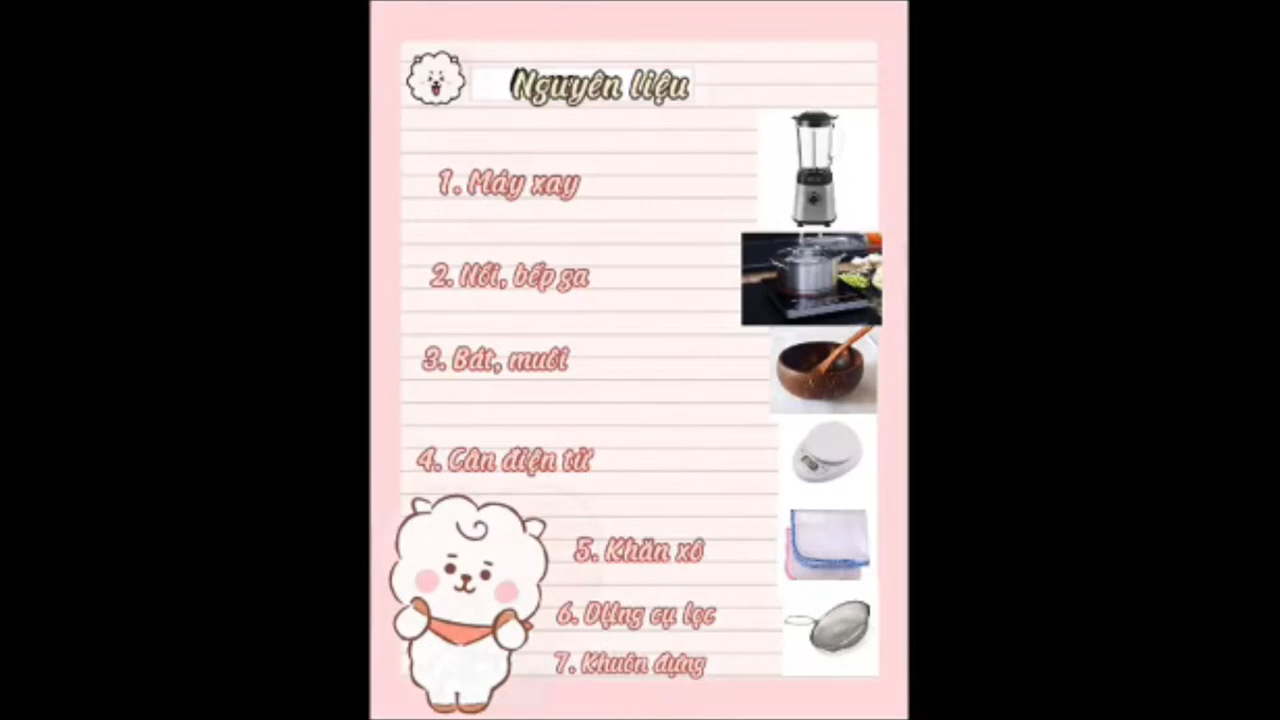 Nguyên liệu
1. Máy xay
2. Nồi, bếp ga
3. Bát, muôi
4. Cân điện tử
5. Khăn xô
6. Dụng cụ lọc
7. Khuôn đựng